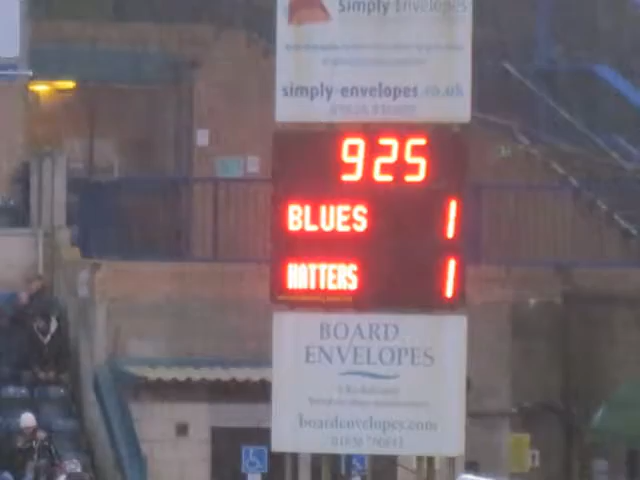 Simply Envelopes
simply-envelopes.co.uk
925
BLUES 1
HATTERS 1
BOARD
ENVELOPES
boardenvelopes.com